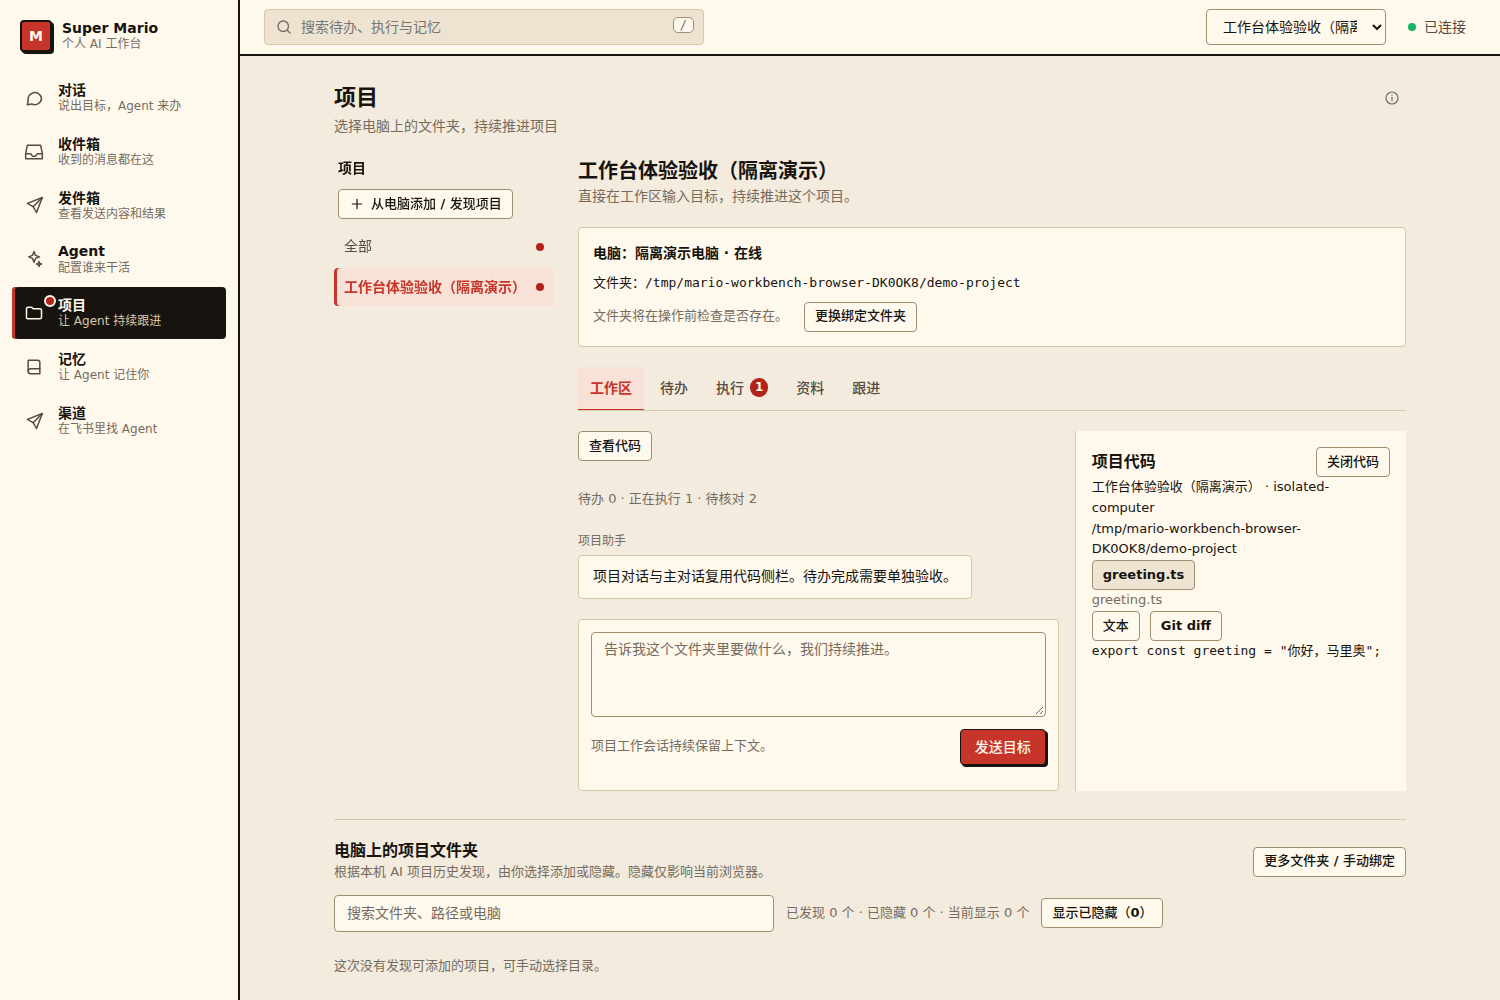 M
Super Mario
个人 AI 工作台
搜索待办、执行与记忆
/
工作台体验验收（隔离
已连接
对话
说出目标，Agent 来办
收件箱
收到的消息都在这
发件箱
查看发送内容和结果
Agent
配置谁来干活
项目
让 Agent 持续跟进
记忆
让 Agent 记住你
渠道
在飞书里找 Agent
项目
选择电脑上的文件夹，持续推进项目
项目
从电脑添加 / 发现项目
全部
工作台体验验收（隔离演示）
工作台体验验收（隔离演示）
直接在工作区输入目标，持续推进这个项目。
电脑：隔离演示电脑 · 在线
文件夹：/tmp/mario-workbench-browser-DK0OK8/demo-project
文件夹将在操作前检查是否存在。
更换绑定文件夹
工作区
待办
执行 1
资料
跟进
查看代码
待办 0 · 正在执行 1 · 待核对 2
项目助手
项目对话与主对话复用代码侧栏。待办完成需要单独验收。
告诉我这个文件夹里要做什么，我们持续推进。
项目工作会话持续保留上下文。
发送目标
项目代码
关闭代码
工作台体验验收（隔离演示） · isolated-
computer
/tmp/mario-workbench-browser-
DK0OK8/demo-project
greeting.ts
greeting.ts
文本
Git diff
export const greeting = "你好，马里奥";
电脑上的项目文件夹
根据本机 AI 项目历史发现，由你选择添加或隐藏。隐藏仅影响当前浏览器。
更多文件夹 / 手动绑定
搜索文件夹、路径或电脑
已发现 0 个 · 已隐藏 0 个 · 当前显示 0 个
显示已隐藏（0）
这次没有发现可添加的项目，可手动选择目录。